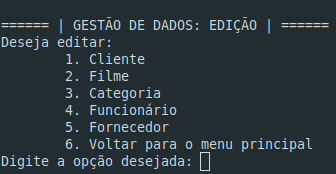 ====== | GESTÃO DE DADOS: EDIÇÃO | ======
Deseja editar:
1. Cliente
2. Filme
3. Categoria
4. Funcionário
5. Fornecedor
6. Voltar para o menu principal
Digite a opção desejada: